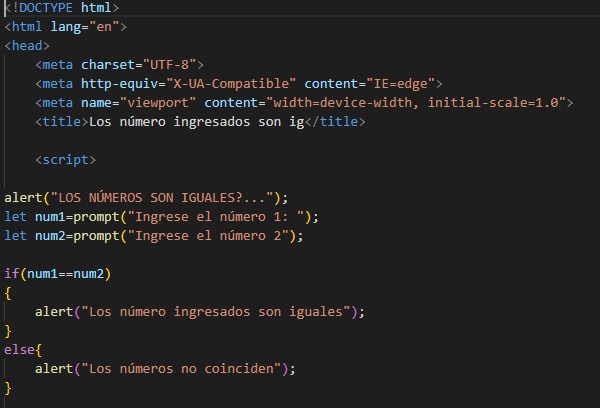 <!DOCTYPE html>
<html lang="en">
<head>
    <meta charset="UTF-8">
    <meta http-equiv="X-UA-Compatible" content="IE=edge">
    <meta name="viewport" content="width=device-width, initial-scale=1.0">
    <title>Los número ingresados son ig</title>

    <script>

alert("LOS NÚMEROS SON IGUALES?...");
let num1=prompt("Ingrese el número 1: ");
let num2=prompt("Ingrese el número 2");

if(num1==num2)
{
    alert("Los número ingresados son iguales");
}
else{
    alert("Los números no coinciden");
}